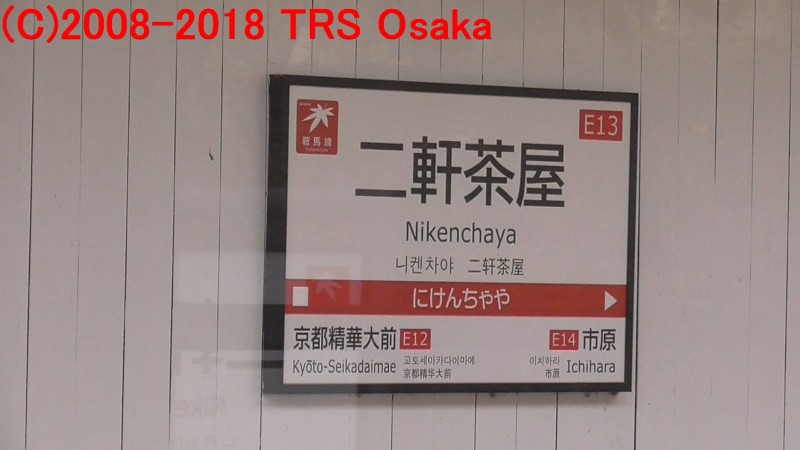 (C)2008-2018 TRS Osaka
鞍馬線
E13
二軒茶屋
Nikenchaya
니켄차야 二轩茶屋
にけんちゃや
京都精華大前 E12
Kyōto-Seikadaimae
교토세이카다이마에
京都精华大前
E14 市原
이치하라
市原
Ichihara